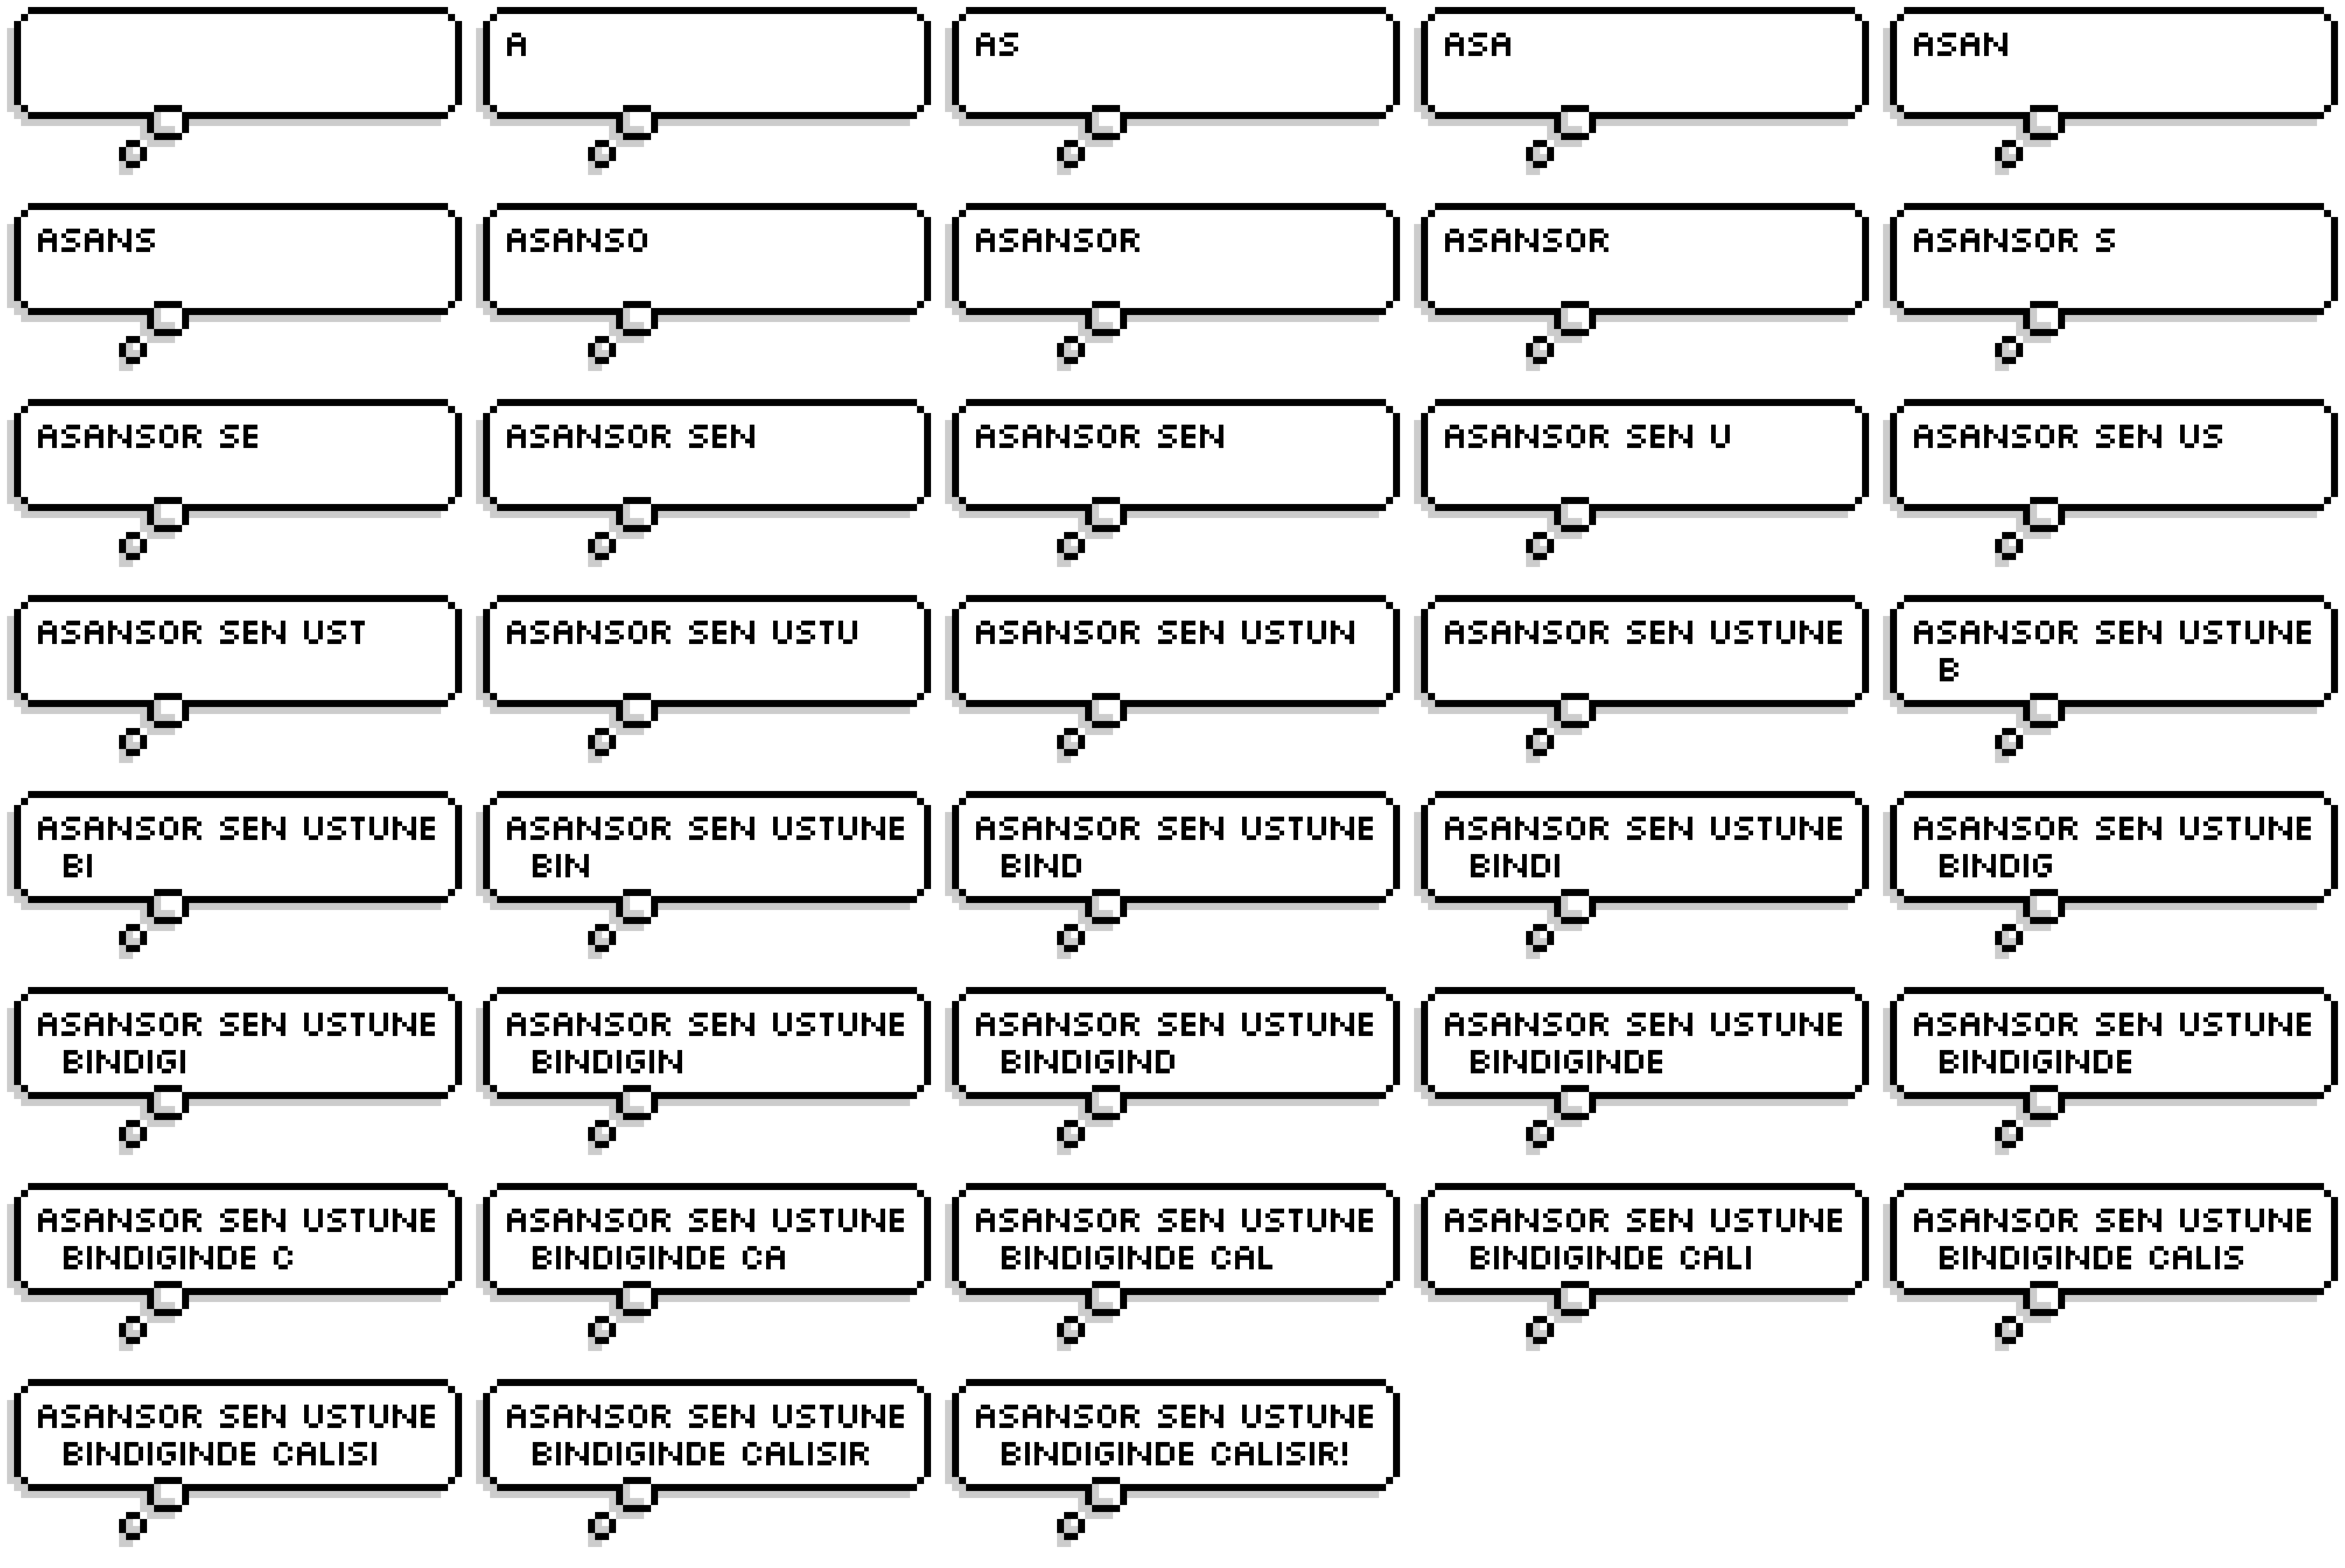 A
AS
ASA
ASAN
ASANS
ASANSO
ASANSOR
ASANSOR
ASANSOR S
ASANSOR SE
ASANSOR SEN
ASANSOR SEN
ASANSOR SEN U
ASANSOR SEN US
ASANSOR SEN UST
ASANSOR SEN USTU
ASANSOR SEN USTUN
ASANSOR SEN USTUNE
ASANSOR SEN USTUNE
B
ASANSOR SEN USTUNE
BI
ASANSOR SEN USTUNE
BIN
ASANSOR SEN USTUNE
BIND
ASANSOR SEN USTUNE
BINDI
ASANSOR SEN USTUNE
BINDIG
ASANSOR SEN USTUNE
BINDIGI
ASANSOR SEN USTUNE
BINDIGIN
ASANSOR SEN USTUNE
BINDIGIND
ASANSOR SEN USTUNE
BINDIGINDE
ASANSOR SEN USTUNE
BINDIGINDE
ASANSOR SEN USTUNE
BINDIGINDE C
ASANSOR SEN USTUNE
BINDIGINDE CA
ASANSOR SEN USTUNE
BINDIGINDE CAL
ASANSOR SEN USTUNE
BINDIGINDE CALI
ASANSOR SEN USTUNE
BINDIGINDE CALIS
ASANSOR SEN USTUNE
BINDIGINDE CALISI
ASANSOR SEN USTUNE
BINDIGINDE CALISIR
ASANSOR SEN USTUNE
BINDIGINDE CALISIR!